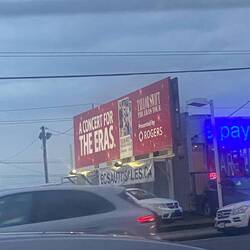 A CONCERT FOR
THE ERAS.
TAYLOR SWIFT
THE ERAS TOUR
Presented by
ROGERS
pay